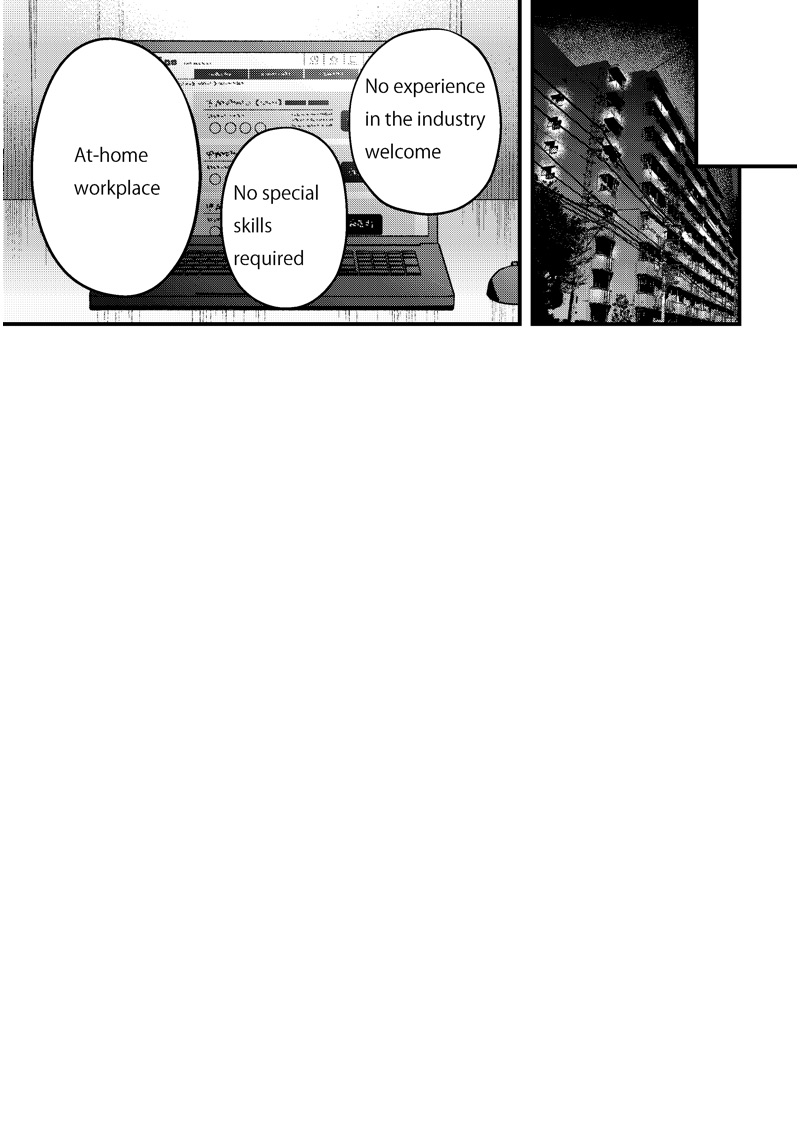 No experience
in the industry
welcome
No special
skills
required
At-home
workplace